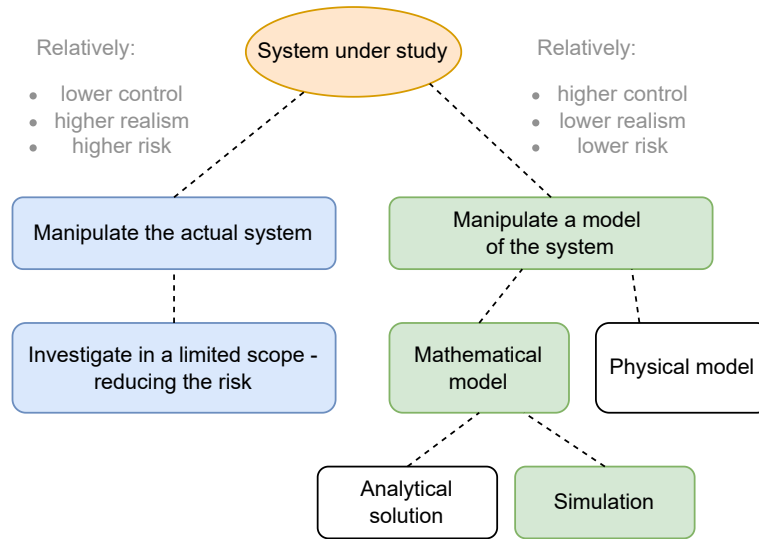 System under study
Relatively:
• lower control
• higher realism
• higher risk
Relatively:
• higher control
• lower realism
• lower risk
Manipulate the actual system
Manipulate a model
of the system
Investigate in a limited scope -
reducing the risk
Mathematical
model
Physical model
Analytical
solution
Simulation